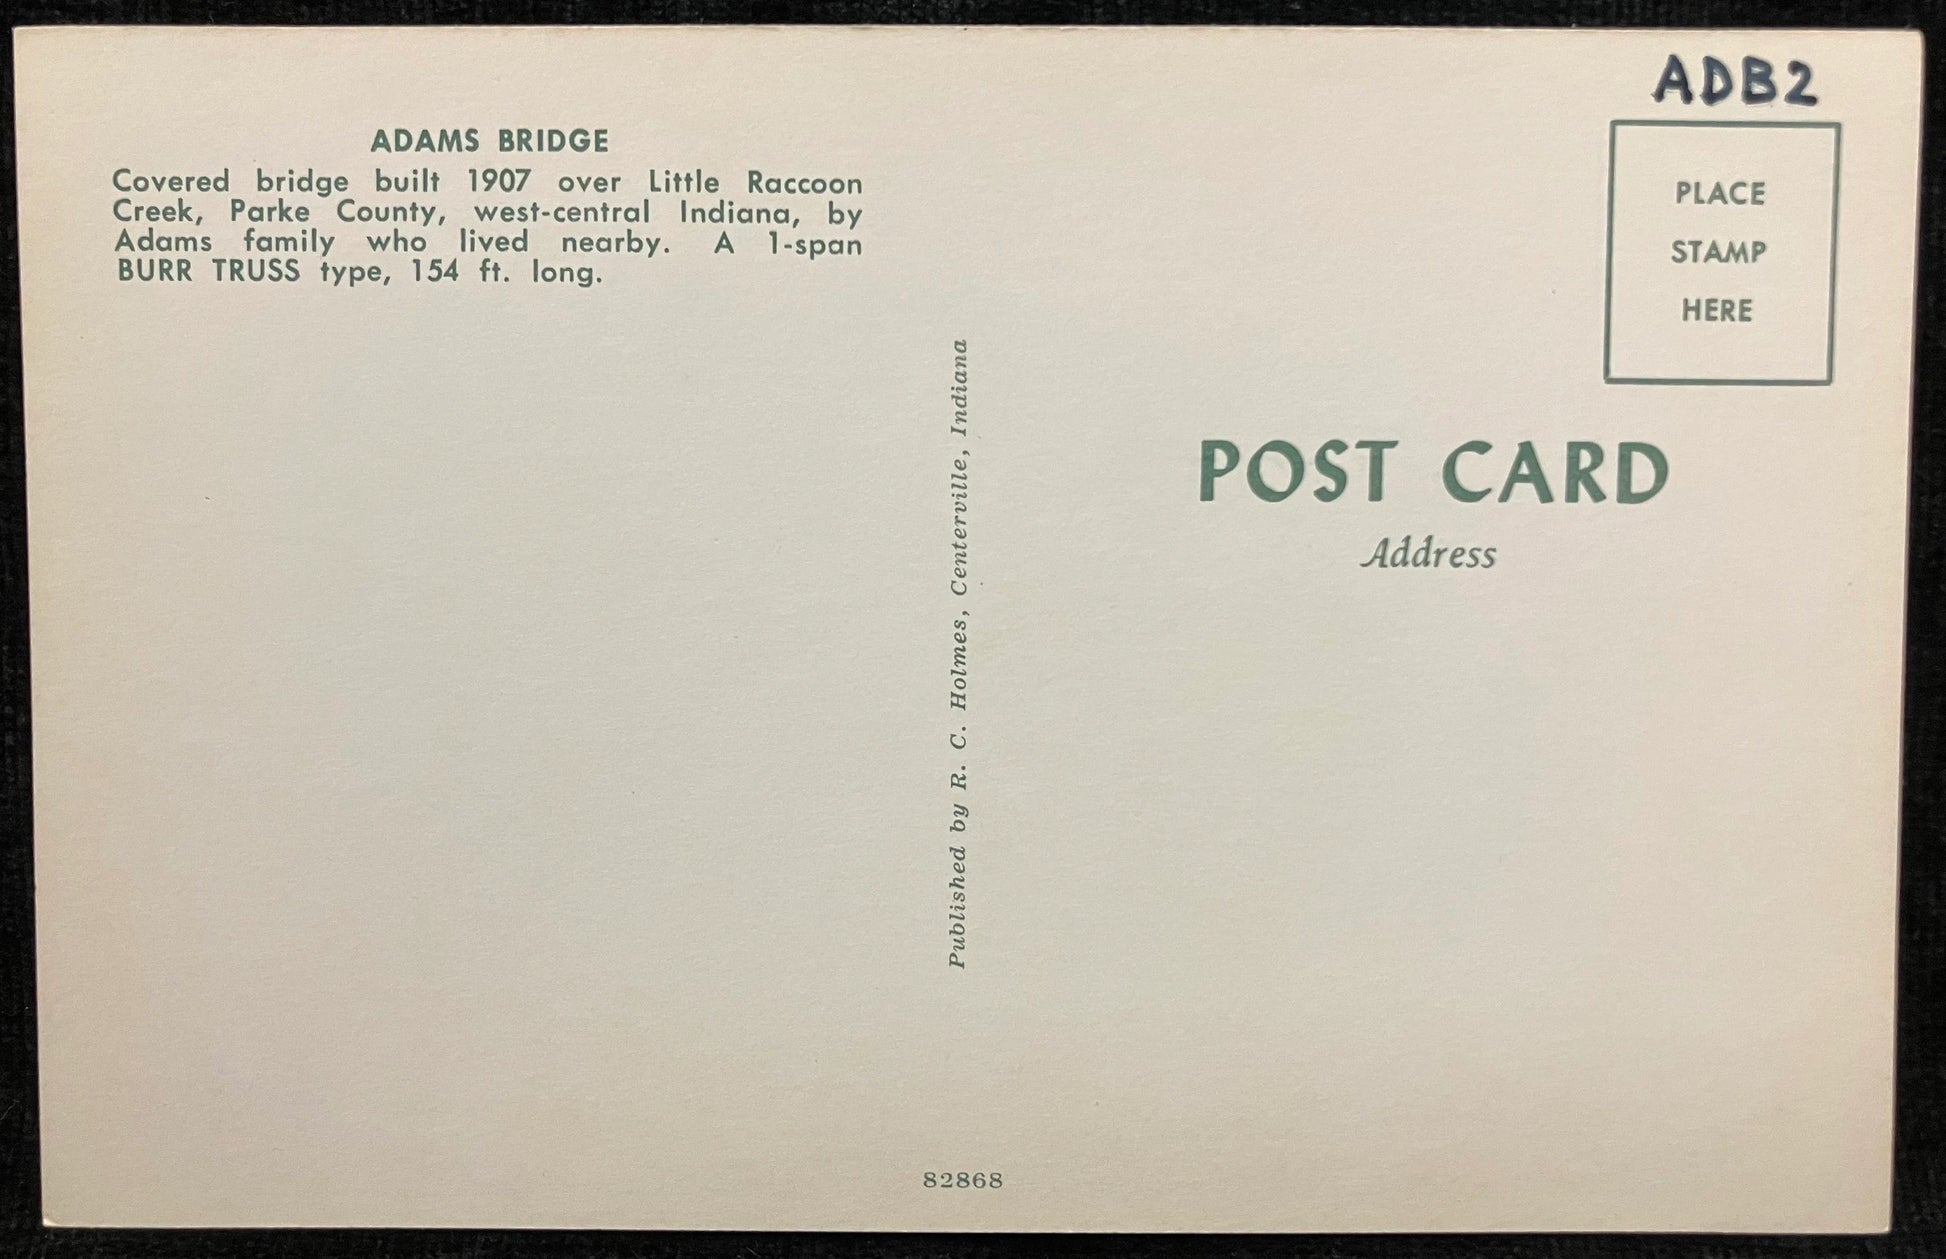 ADB2
ADAMS BRIDGE
Covered bridge built 1907 over Little Raccoon
Creek, Parke County, west-central Indiana, by
Adams family who lived nearby. A 1-span
BURR TRUSS type, 154 ft. long.
Published by R. C. Holmes, Centerville, Indiana
PLACE
STAMP
HERE
POST CARD
Address
82868